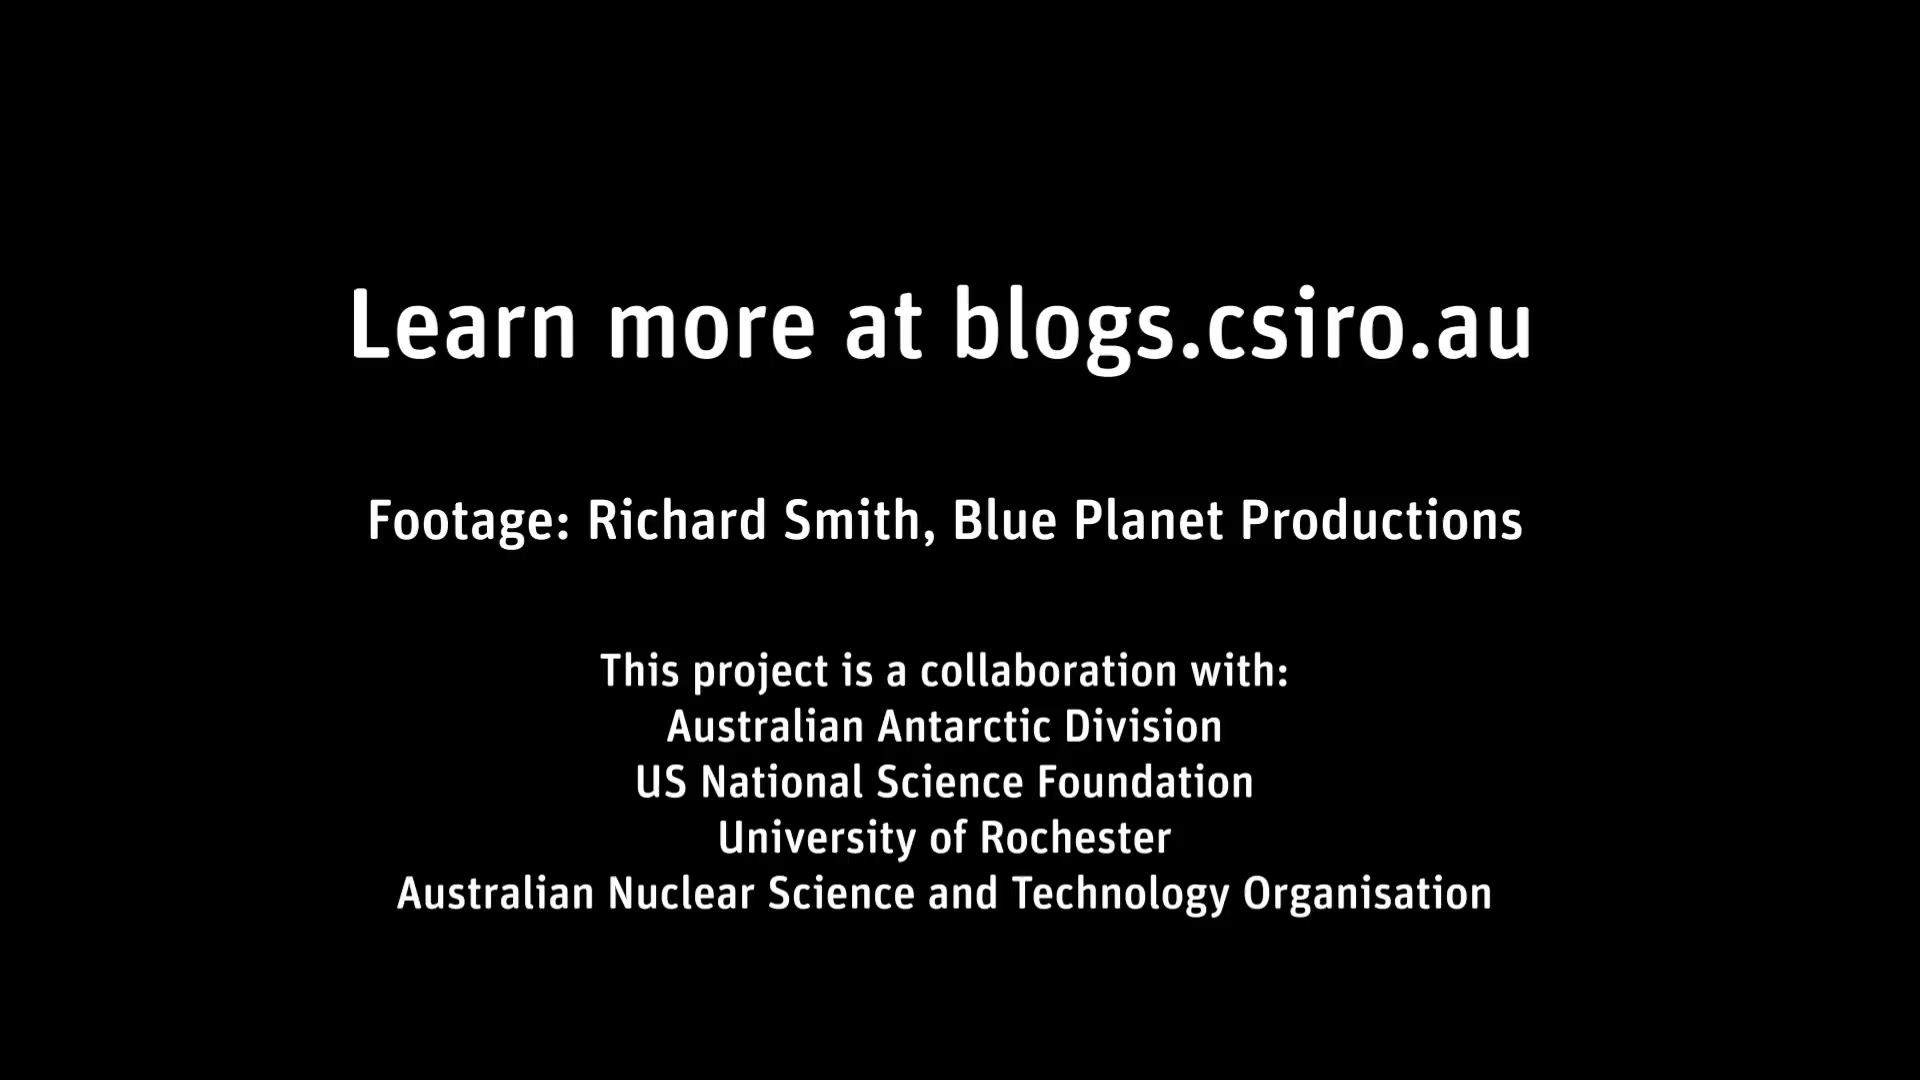 Learn more at blogs.csiro.au
Footage: Richard Smith, Blue Planet Productions
This project is a collaboration with:
Australian Antarctic Division
US National Science Foundation
University of Rochester
Australian Nuclear Science and Technology Organisation